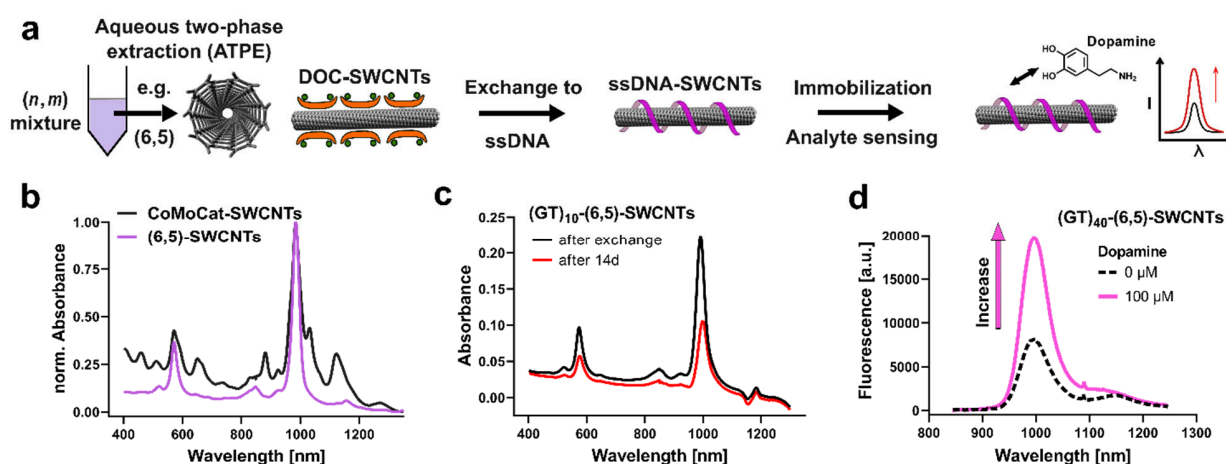 a
Aqueous two-phase
extraction (ATPE)
(n,m)
mixture
e.g.
(6,5)
DOC-SWCNTs
Exchange to
ssDNA
ssDNA-SWCNTs
Immobilization
Analyte sensing
HO
HO
NH₂
Dopamine
I
λ
b
CoMoCat-SWCNTs
(6,5)-SWCNTs
norm. Absorbance
1.00
0.75
0.50
0.25
0.00
400 600 800 1000 1200
Wavelength [nm]
c
(GT)₁₀-(6,5)-SWCNTs
after exchange
after 14d
Absorbance
0.25
0.20
0.15
0.10
0.05
0.00
400 600 800 1000 1200
Wavelength [nm]
d
(GT)₄₀-(6,5)-SWCNTs
Dopamine
0 µM
100 µM
Increase
Fluorescence [a.u.]
20000
15000
10000
5000
0
800 900 1000 1100 1200 1300
Wavelength [nm]